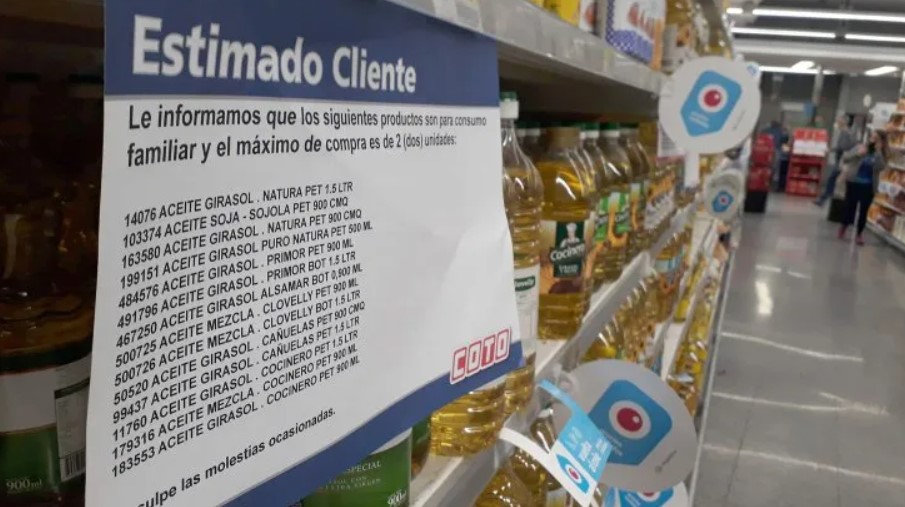 Estimado Cliente
Le informamos que los siguientes productos son para consumo
familiar y el máximo de compra es de 2 (dos) unidades:
14076 ACEITE GIRASOL . NATURA PET 1.5 LTR
103374 ACEITE SOJA - SOJOLA PET 900 CMQ
163580 ACEITE GIRASOL . NATURA PET 900 CMQ
199151 ACEITE GIRASOL PURO NATURA PET 500 ML
484576 ACEITE GIRASOL . PRIMOR PET 900 ML
491796 ACEITE GIRASOL . PRIMOR BOT 1.5 LTR
467250 ACEITE GIRASOL ALSAMAR BOT 0,900 ML
500725 ACEITE MEZCLA . CLOVELLY PET 900 ML
500726 ACEITE MEZCLA . CLOVELLY BOT 1.5 LTR
50520 ACEITE GIRASOL . CAÑUELAS PET 900 CMQ
99437 ACEITE GIRASOL . CAÑUELAS PET 1.5 LTR
11760 ACEITE GIRASOL . COCINERO PET 1.5 LTR
179316 ACEITE MEZCLA . COCINERO PET 900 ML
183553 ACEITE GIRASOL . COCINERO PET 900 ML
culpe las molestias ocasionadas.
COTO
Cocinero
900ml
ESPECIAL
EXTRA VIRGEN
900